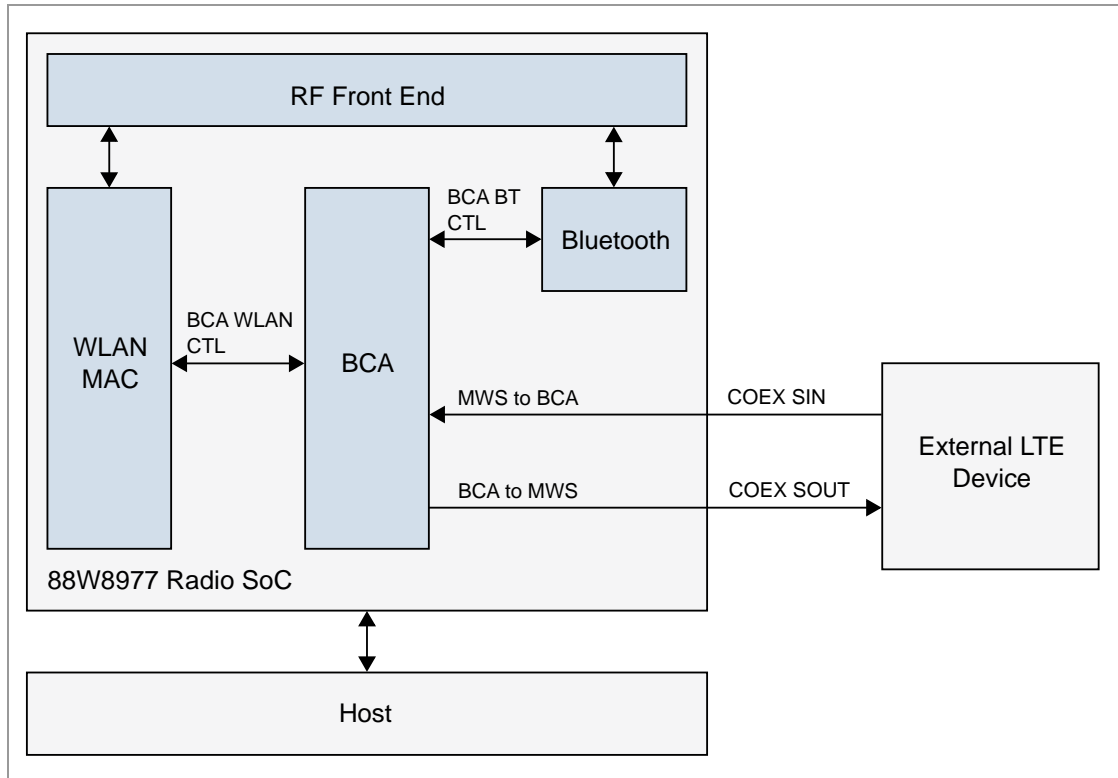 RF Front End
BCA BT
CTL
Bluetooth
BCA WLAN
CTL
WLAN
MAC
BCA
MWS to BCA
COEX SIN
External LTE
Device
BCA to MWS
COEX SOUT
88W8977 Radio SoC
Host